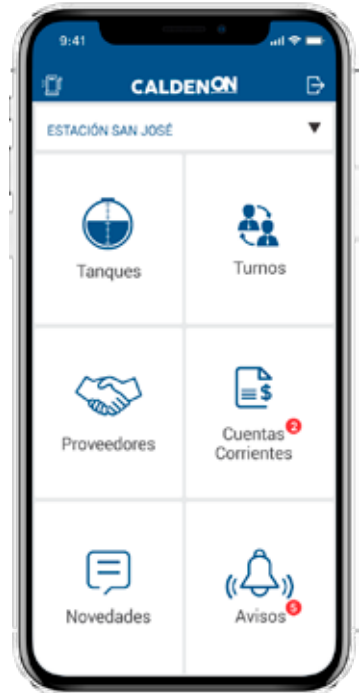 9:41
CALDENON
ESTACIÓN SAN JOSÉ
Tanques
Turnos
Proveedores
$
Cuentas 2
Corrientes
Novedades
Avisos 5